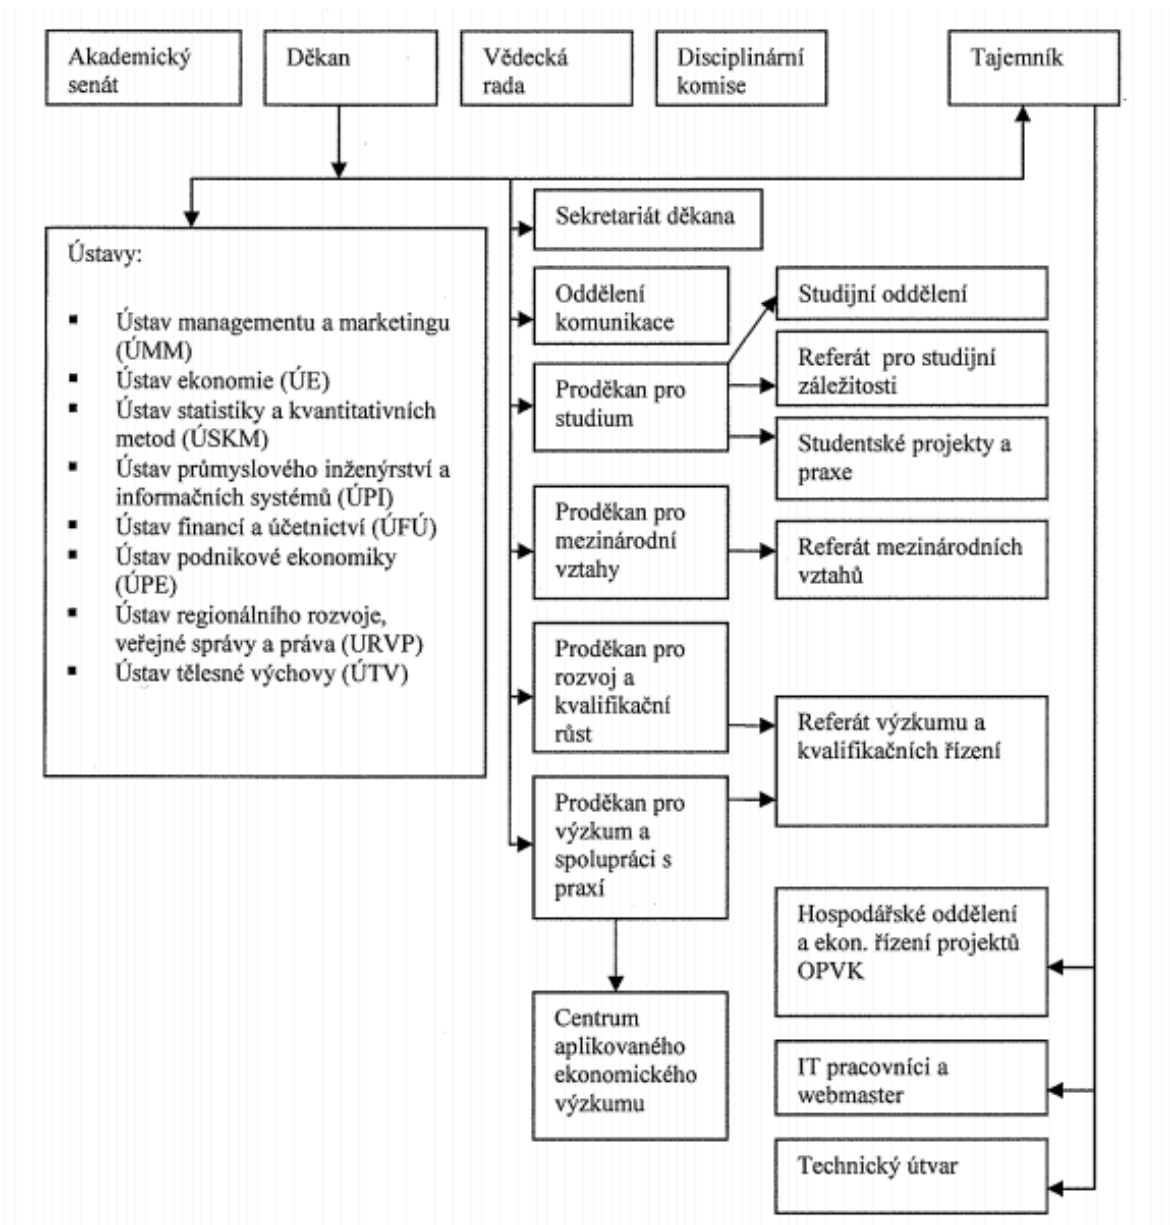 Akademický
senát
Děkan
Vědecká
rada
Disciplinární
komise
Tajemník
Ústavy:
▪ Ústav managementu a marketingu
(ÚMM)
▪ Ústav ekonomie (ÚE)
▪ Ústav statistiky a kvantitativních
metod (ÚSKM)
▪ Ústav průmyslového inženýrství a
informačních systémů (ÚPI)
▪ Ústav financí a účetnictví (ÚFÚ)
▪ Ústav podnikové ekonomiky
(ÚPE)
▪ Ústav regionálního rozvoje,
veřejné správy a práva (URVP)
▪ Ústav tělesné výchovy (ÚTV)
Sekretariát děkana
Oddělení
komunikace
Proděkan pro
studium
Proděkan pro
mezinárodní
vztahy
Proděkan pro
rozvoj a
kvalifikační
růst
Proděkan pro
výzkum a
spolupráci s
praxí
Centrum
aplikovaného
ekonomického
výzkumu
Studijní oddělení
Referát pro studijní
záležitosti
Studentské projekty a
praxe
Referát mezinárodních
vztahů
Referát výzkumu a
kvalifikačních řízení
Hospodářské oddělení
a ekon. řízení projektů
OPVK
IT pracovníci a
webmaster
Technický útvar